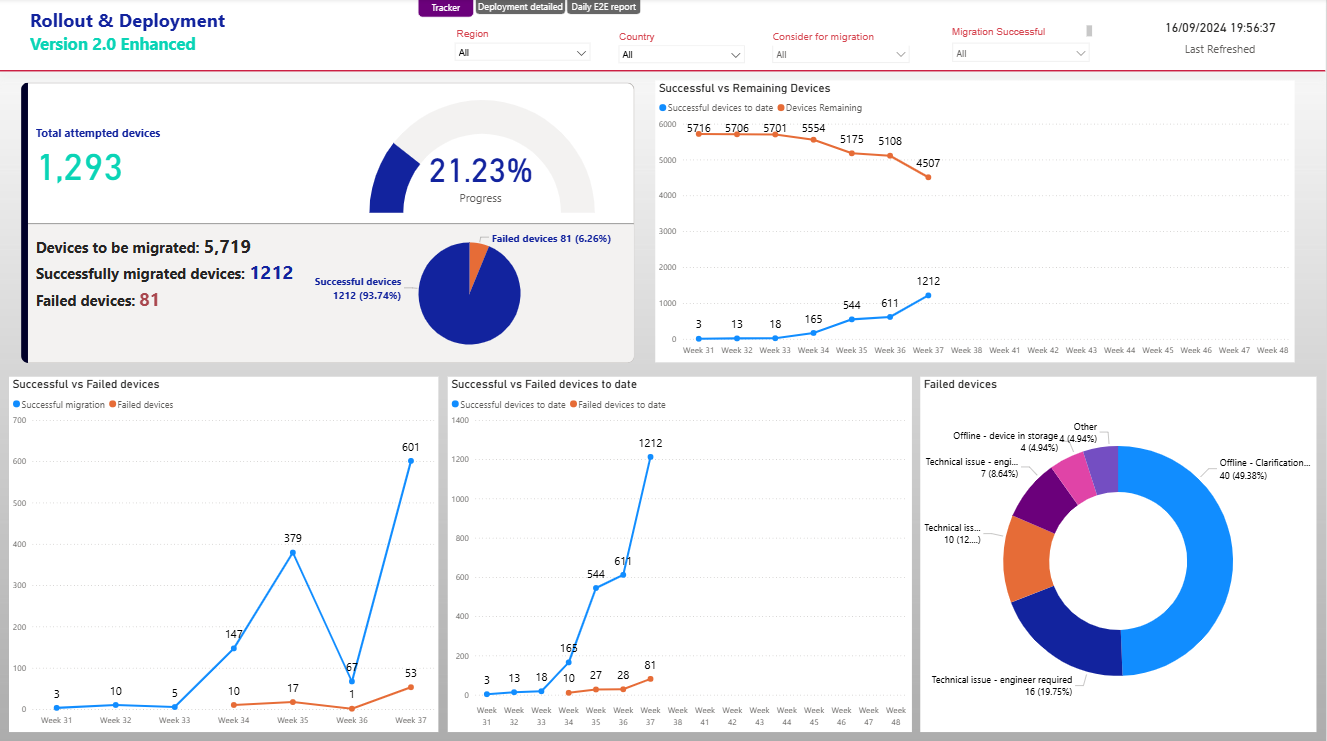 Rollout & Deployment
Version 2.0 Enhanced
Tracker
Deployment detailed
Daily E2E report
Region
All
Country
All
Consider for migration
All
Migration Successful
All
16/09/2024 19:56:37
Last Refreshed
Total attempted devices
1,293
21.23%
Progress
Devices to be migrated: 5,719
Successfully migrated devices: 1212
Failed devices: 81
Failed devices 81 (6.26%)
Successful devices
1212 (93.74%)
Successful vs Remaining Devices
Successful devices to date Devices Remaining
6000
5000
4000
3000
2000
1000
0
5716 5706 5701 5554 5175 5108 4507
3 13 18 165 544 611 1212
Week 31 Week 32 Week 33 Week 34 Week 35 Week 36 Week 37 Week 38 Week 41 Week 42 Week 43 Week 44 Week 45 Week 46 Week 47 Week 48
Successful vs Failed devices
Successful migration Failed devices
700
600
500
400
300
200
100
0
3 10 5 147 379 67 601
10 17 1 53
Week 31 Week 32 Week 33 Week 34 Week 35 Week 36 Week 37
Successful vs Failed devices to date
Successful devices to date Failed devices to date
1400
1200
1000
800
600
400
200
0
3 13 18 165 544 611 1212
10 27 28 81
Week 31 Week 32 Week 33 Week 34 Week 35 Week 36 Week 37 Week 38 Week 41 Week 42 Week 43 Week 44 Week 45 Week 46 Week 47 Week 48
Failed devices
Other
4 (4.94%)
Offline - device in storage
4 (4.94%)
Technical issue - engi...
7 (8.64%)
Technical iss...
10 (12....)
Technical issue - engineer required
16 (19.75%)
Offline - Clarification...
40 (49.38%)